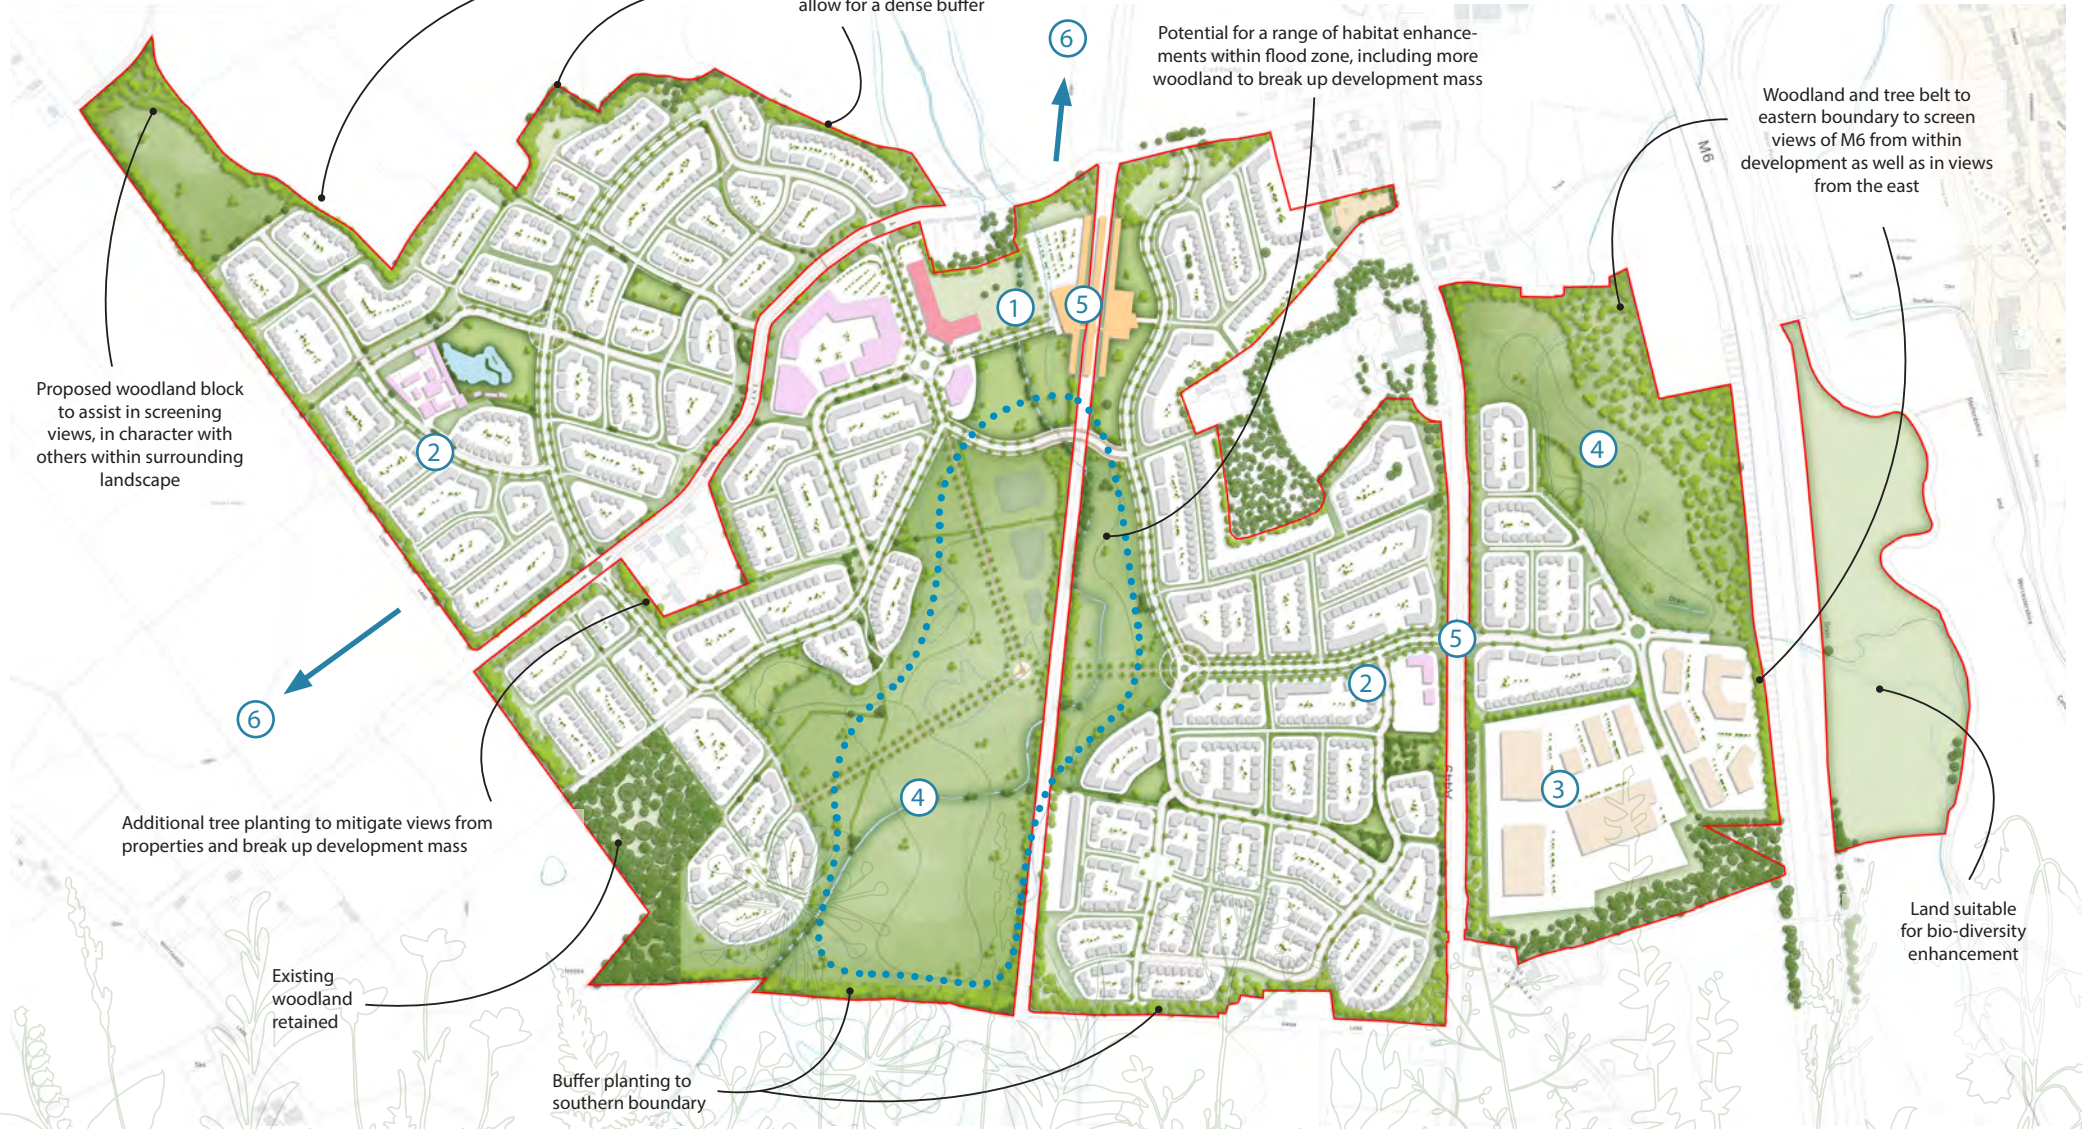 allow for a dense buffer
6
Potential for a range of habitat enhance-
ments within flood zone, including more
woodland to break up development mass
Woodland and tree belt to
eastern boundary to screen
views of M6 from within
development as well as in views
from the east
M6
1
5
Proposed woodland block
to assist in screening
views, in character with
others within surrounding
landscape
2
4
5
2
6
3
4
A449
Additional tree planting to mitigate views from
properties and break up development mass
Existing
woodland
retained
Buffer planting to
southern boundary
Land suitable
for bio-diversity
enhancement
Drain
LANE
Track